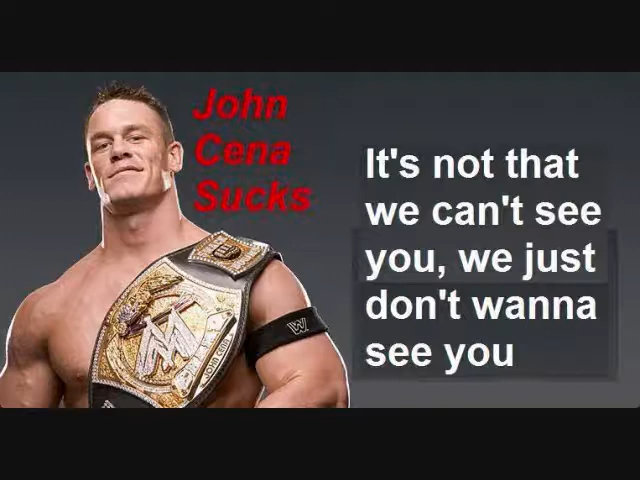 John
Cena
Sucks
It's not that
we can't see
you, we just
don't wanna
see you